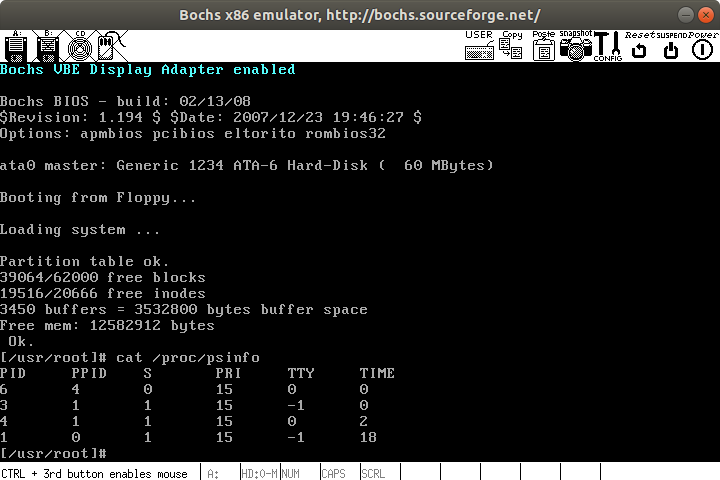 Bochs x86 emulator, http://bochs.sourceforge.net/
A: B: CD USER Copy Paste Snapshot CONFIG Reset SUSPEND Power
Bochs VBE Display Adapter enabled
Bochs BIOS - build: 02/13/08
$Revision: 1.194 $ $Date: 2007/12/23 19:46:27 $
Options: apmbios pcibios eltorito rombios32
ata0 master: Generic 1234 ATA-6 Hard-Disk (  60 MBytes)
Booting from Floppy...
Loading system ...
Partition table ok.
39064/62000 free blocks
19516/20666 free inodes
3450 buffers = 3532800 bytes buffer space
Free mem: 12582912 bytes
 Ok.
[/usr/root]# cat /proc/psinfo
PID PPID S PRI TTY TIME
6 4 0 15 0 0
3 1 1 15 -1 0
4 1 1 15 0 2
1 0 1 15 -1 18
[/usr/root]#
CTRL + 3rd button enables mouse A: HD:0-M NUM CAPS SCRL